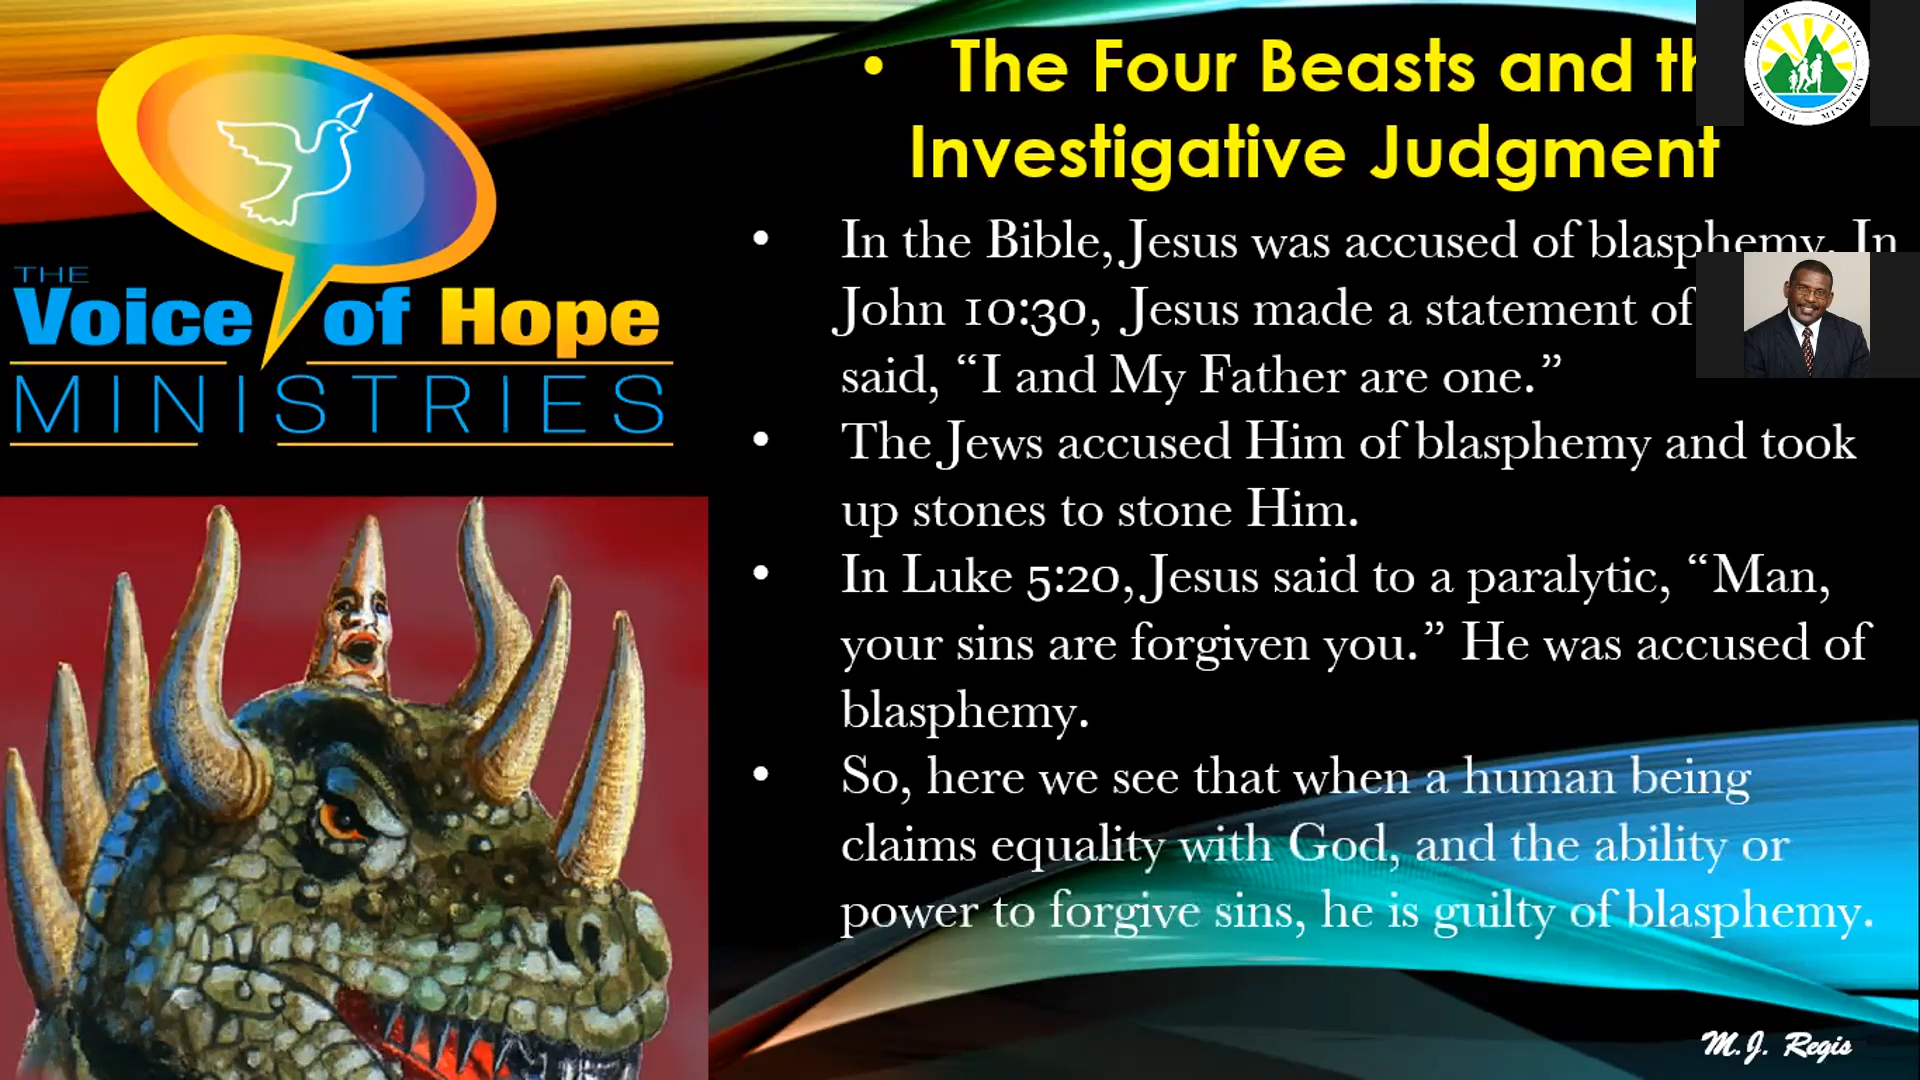 • The Four Beasts and th
Investigative Judgment
BETTER LIVING
HEALTH MINISTRY
THE
Voice of Hope
MINISTRIES
• In the Bible, Jesus was accused of blasphemy. In
John 10:30, Jesus made a statement of
said, “I and My Father are one.”
• The Jews accused Him of blasphemy and took
up stones to stone Him.
• In Luke 5:20, Jesus said to a paralytic, “Man,
your sins are forgiven you.” He was accused of
blasphemy.
• So, here we see that when a human being
claims equality with God, and the ability or
power to forgive sins, he is guilty of blasphemy.
M.J. Regis